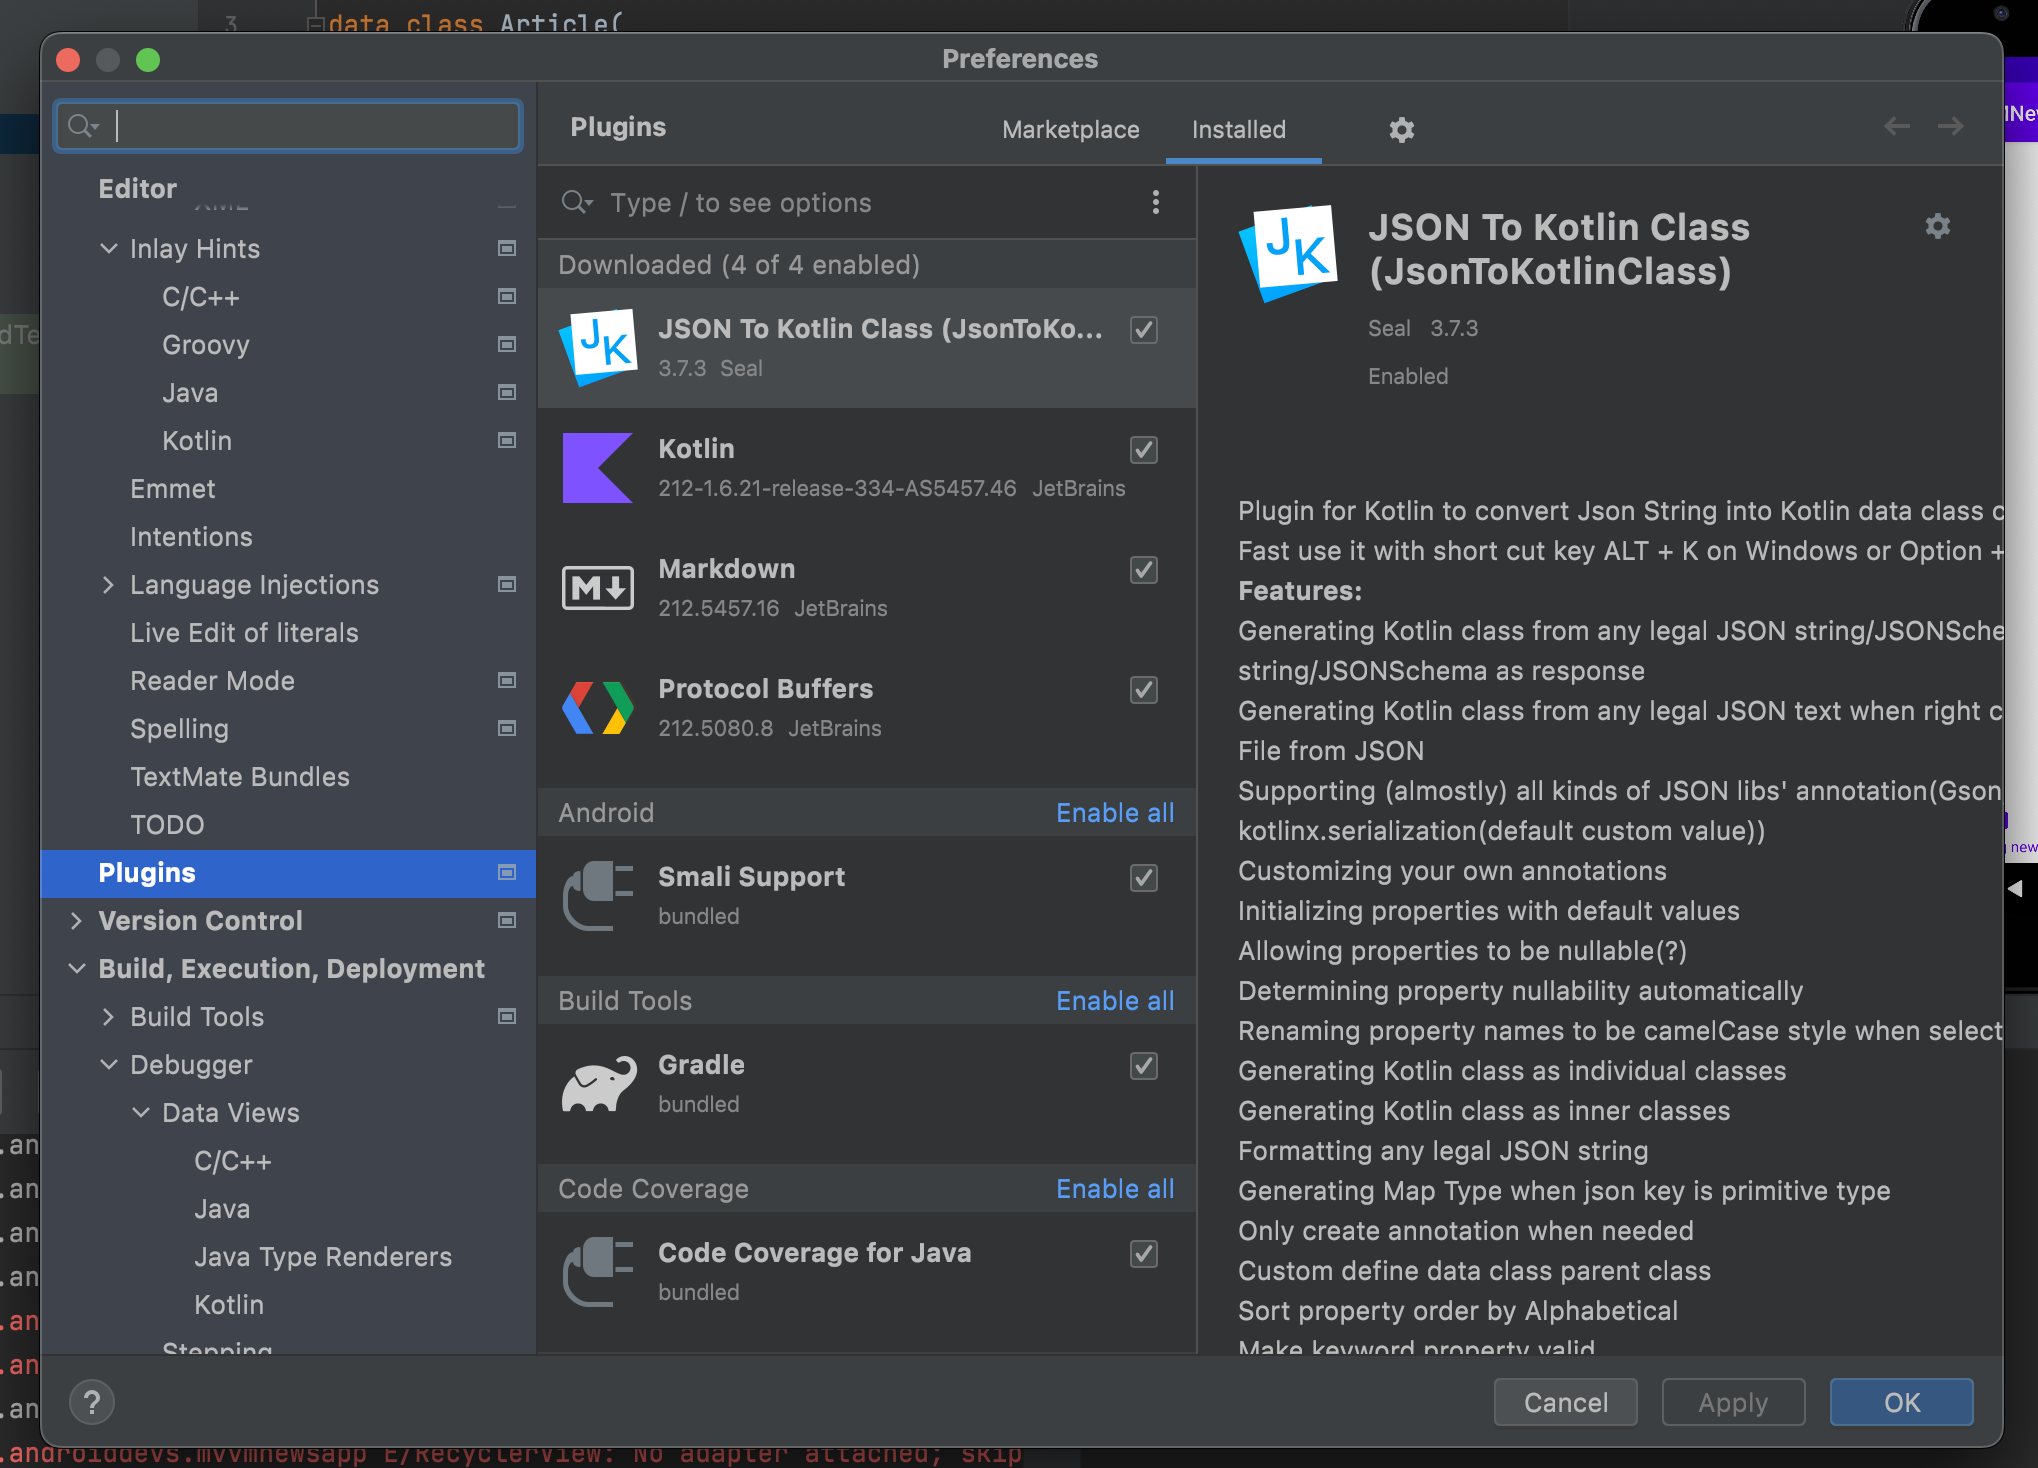 3 data class Article(
Preferences
Editor
Inlay Hints
C/C++
Groovy
Java
Kotlin
Emmet
Intentions
Language Injections
Live Edit of literals
Reader Mode
Spelling
TextMate Bundles
TODO
Plugins
Version Control
Build, Execution, Deployment
Build Tools
Debugger
Data Views
C/C++
Java
Java Type Renderers
Kotlin
Stepping
Plugins
Marketplace
Installed
Type / to see options
Downloaded (4 of 4 enabled)
JK
JSON To Kotlin Class (JsonToKo...
3.7.3 Seal
Kotlin
212-1.6.21-release-334-AS5457.46 JetBrains
M
Markdown
212.5457.16 JetBrains
Protocol Buffers
212.5080.8 JetBrains
Android Enable all
Smali Support
bundled
Build Tools Enable all
Gradle
bundled
Code Coverage Enable all
Code Coverage for Java
bundled
JK
JSON To Kotlin Class
(JsonToKotlinClass)
Seal 3.7.3
Enabled
Plugin for Kotlin to convert Json String into Kotlin data class c
Fast use it with short cut key ALT + K on Windows or Option +
Features:
Generating Kotlin class from any legal JSON string/JSONSche
string/JSONSchema as response
Generating Kotlin class from any legal JSON text when right c
File from JSON
Supporting (almostly) all kinds of JSON libs' annotation(Gson,
kotlinx.serialization(default custom value))
Customizing your own annotations
Initializing properties with default values
Allowing properties to be nullable(?)
Determining property nullability automatically
Renaming property names to be camelCase style when select
Generating Kotlin class as individual classes
Generating Kotlin class as inner classes
Formatting any legal JSON string
Generating Map Type when json key is primitive type
Only create annotation when needed
Custom define data class parent class
Sort property order by Alphabetical
Make keyword property valid
?
Cancel
Apply
OK
dTe
.an
.an
.an
.an
.an
.an
.an
.androiddevs.mvvmnewsapp E/RecyclerView: No adapter attached; skip
new